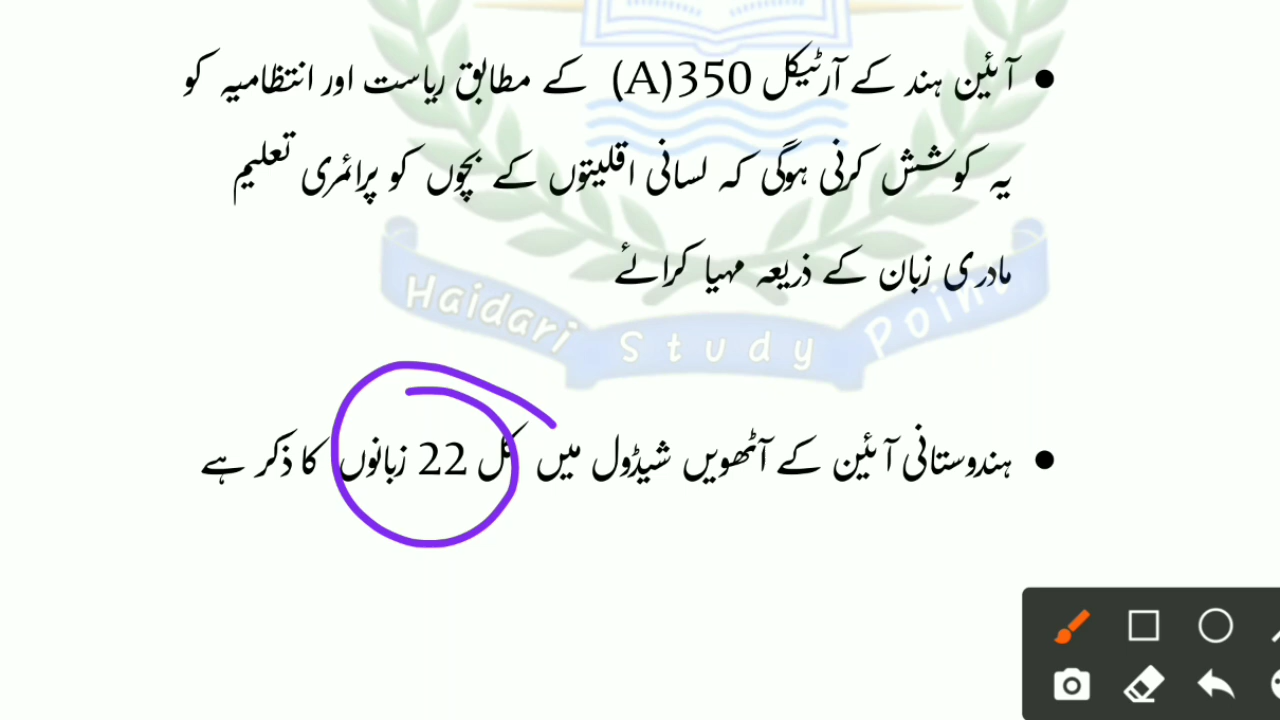 • آئین ہند کے آرٹیکل 350(A) کے مطابق ریاست اور انتظامیہ کو
یہ کوشش کرنی ہوگی کہ لسانی اقلیتوں کے بچوں کو پرائمری تعلیم
مادری زبان کے ذریعہ مہیا کرائے
Haidari Study Point
• ہندوستانی آئین کے آٹھویں شیڈول میں کل 22 زبانوں کا ذکر ہے